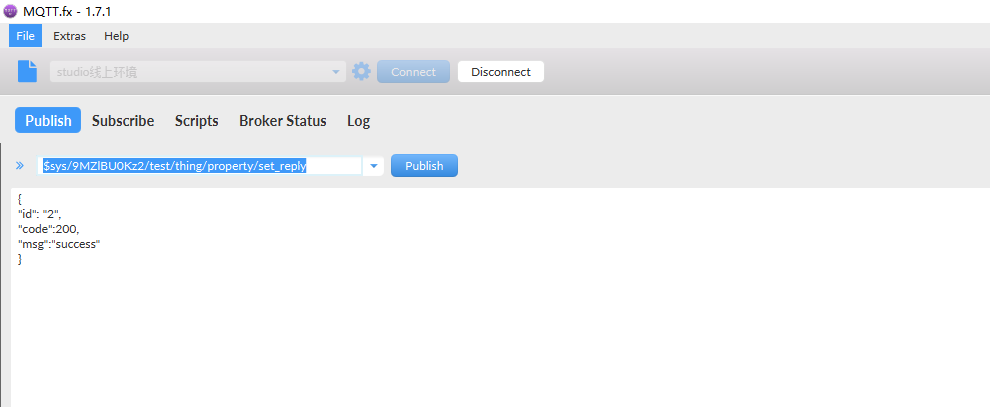 MQTT.fx - 1.7.1
File Extras Help
studio线上环境 Connect Disconnect
Publish Subscribe Scripts Broker Status Log
$sys/9MZlBU0Kz2/test/thing/property/set_reply Publish
{
"id": "2",
"code":200,
"msg":"success"
}